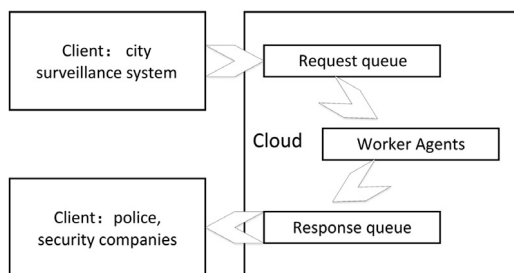 Client：city
surveillance system
Request queue
Cloud
Worker Agents
Client：police,
security companies
Response queue